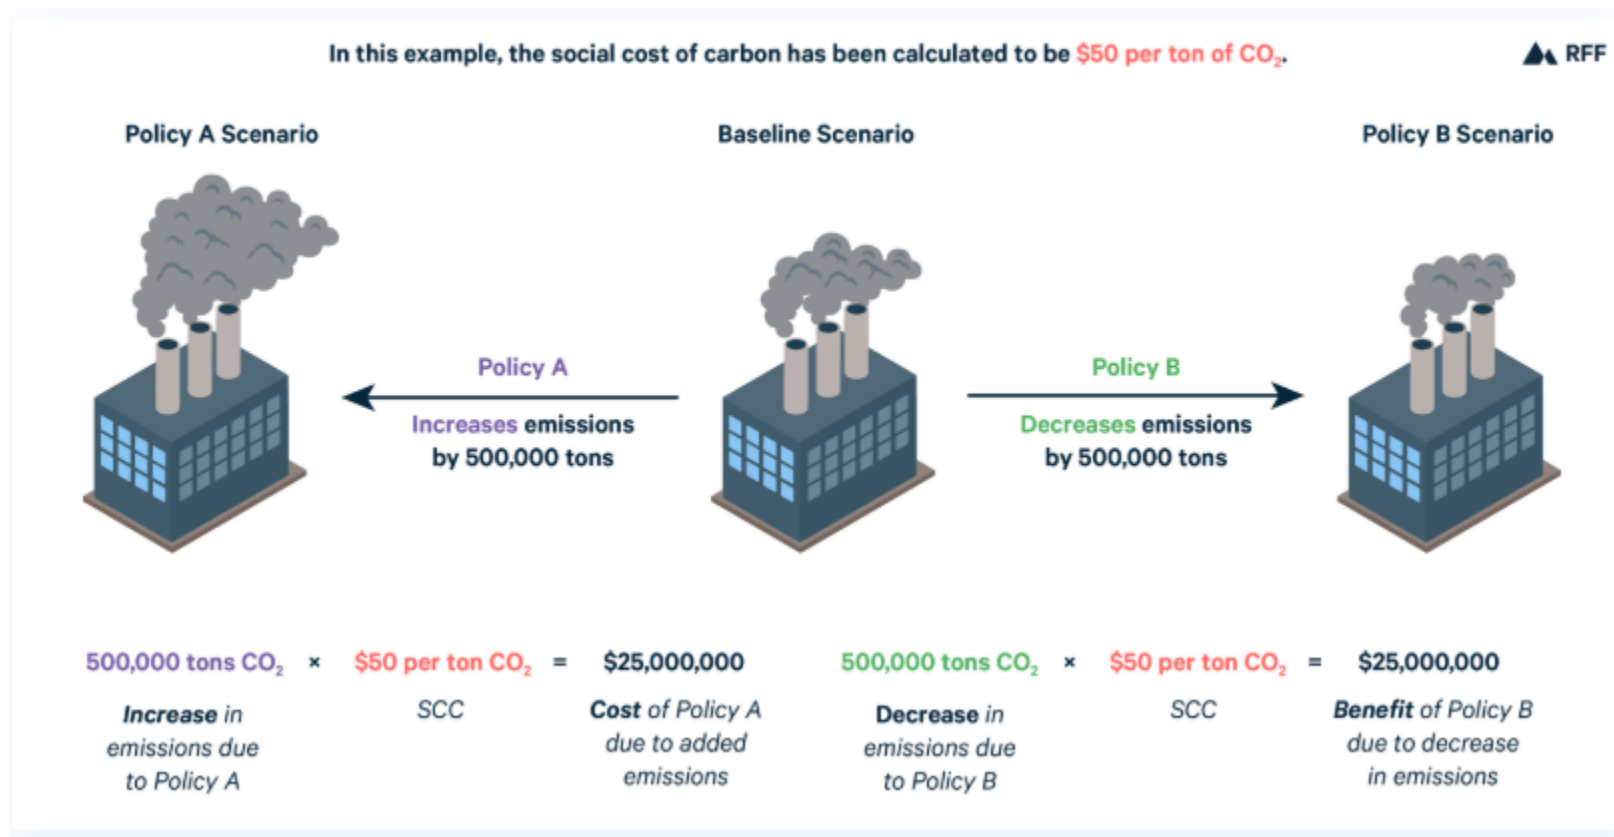 In this example, the social cost of carbon has been calculated to be $50 per ton of CO₂.
RFF
Policy A Scenario
Baseline Scenario
Policy B Scenario
Policy A
Increases emissions
by 500,000 tons
Policy B
Decreases emissions
by 500,000 tons
500,000 tons CO₂ × $50 per ton CO₂ = $25,000,000
Increase in
emissions due
to Policy A
SCC
Cost of Policy A
due to added
emissions
500,000 tons CO₂ × $50 per ton CO₂ = $25,000,000
Decrease in
emissions due
to Policy B
SCC
Benefit of Policy B
due to decrease
in emissions